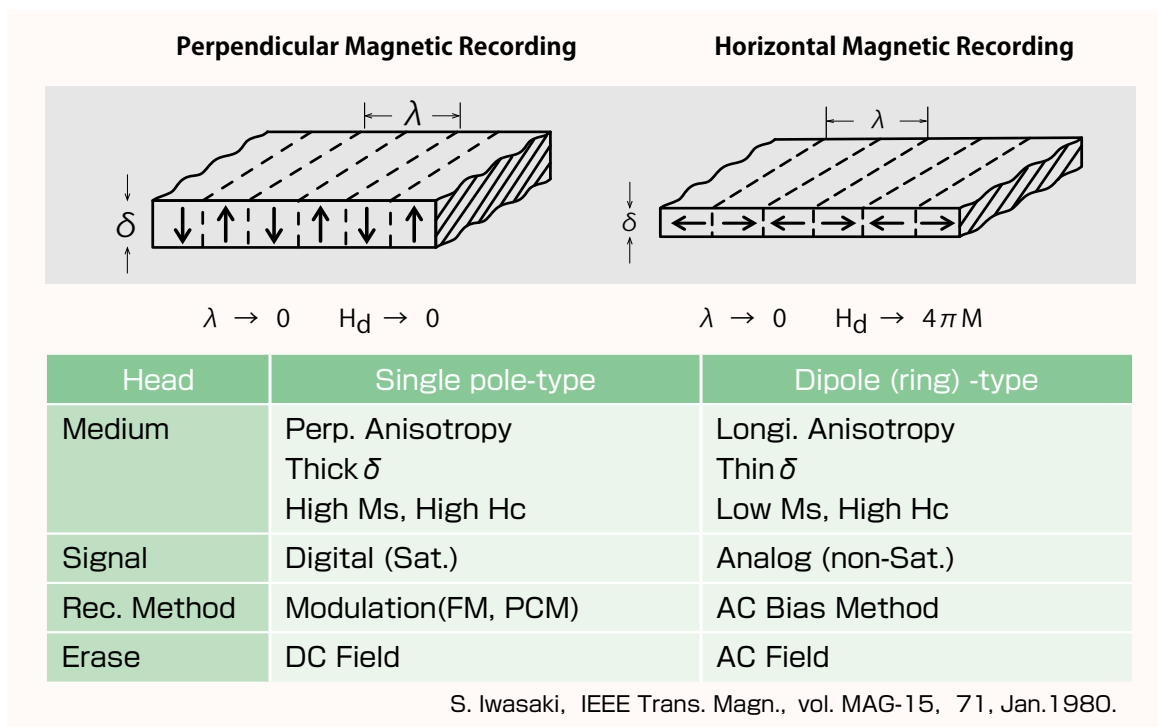 Perpendicular Magnetic Recording
Horizontal Magnetic Recording
λ
δ
λ
δ
λ → 0 Hd → 0
λ → 0 Hd → 4πM
Head Single pole-type Dipole (ring) -type
Medium Perp. Anisotropy Longi. Anisotropy
Thick δ Thin δ
High Ms, High Hc Low Ms, High Hc
Signal Digital (Sat.) Analog (non-Sat.)
Rec. Method Modulation(FM, PCM) AC Bias Method
Erase DC Field AC Field
S. Iwasaki, IEEE Trans. Magn., vol. MAG-15, 71, Jan.1980.